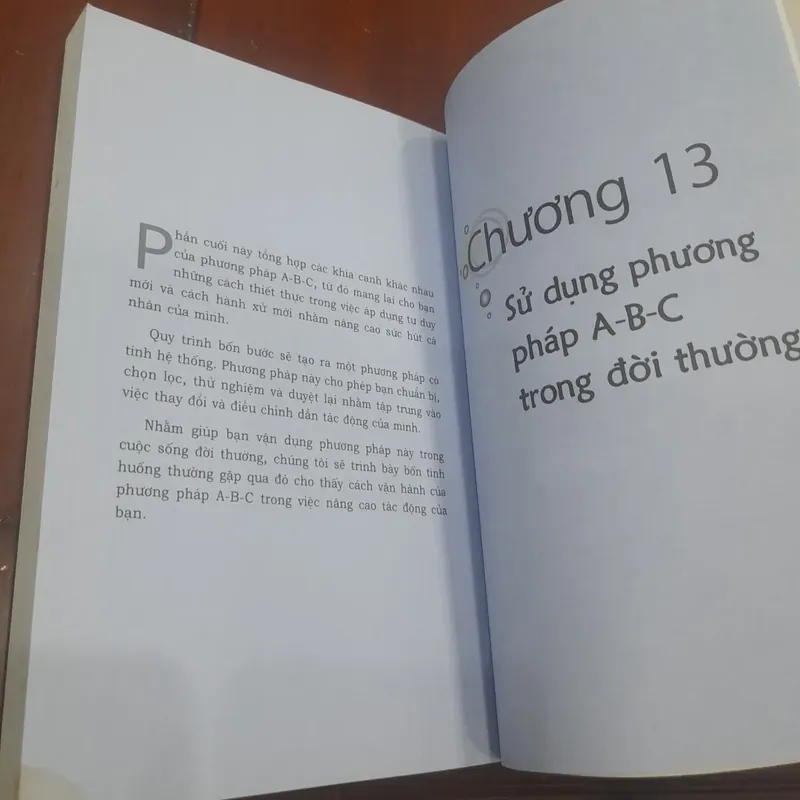 Phần cuối này tổng hợp các khía cạnh khác nhau
của phương pháp A-B-C, từ đó mang lại cho bạn
những cách thiết thực trong việc áp dụng tư duy
mới và cách hành xử mới nhằm nâng cao sức hút cá
nhân của mình.
Quy trình bốn bước sẽ tạo ra một phương pháp có
tính hệ thống. Phương pháp này cho phép bạn chuẩn bị,
chọn lọc, thử nghiệm và duyệt lại nhằm tập trung vào
việc thay đổi và điều chỉnh dần tác động của mình.
Nhằm giúp bạn vận dụng phương pháp này trong
cuộc sống đời thường, chúng tôi sẽ trình bày bốn tình
huống thường gặp qua đó cho thấy cách vận hành của
phương pháp A-B-C trong việc nâng cao tác động của
bạn.
Chương 13
Sử dụng phương
pháp A-B-C
trong đời thường